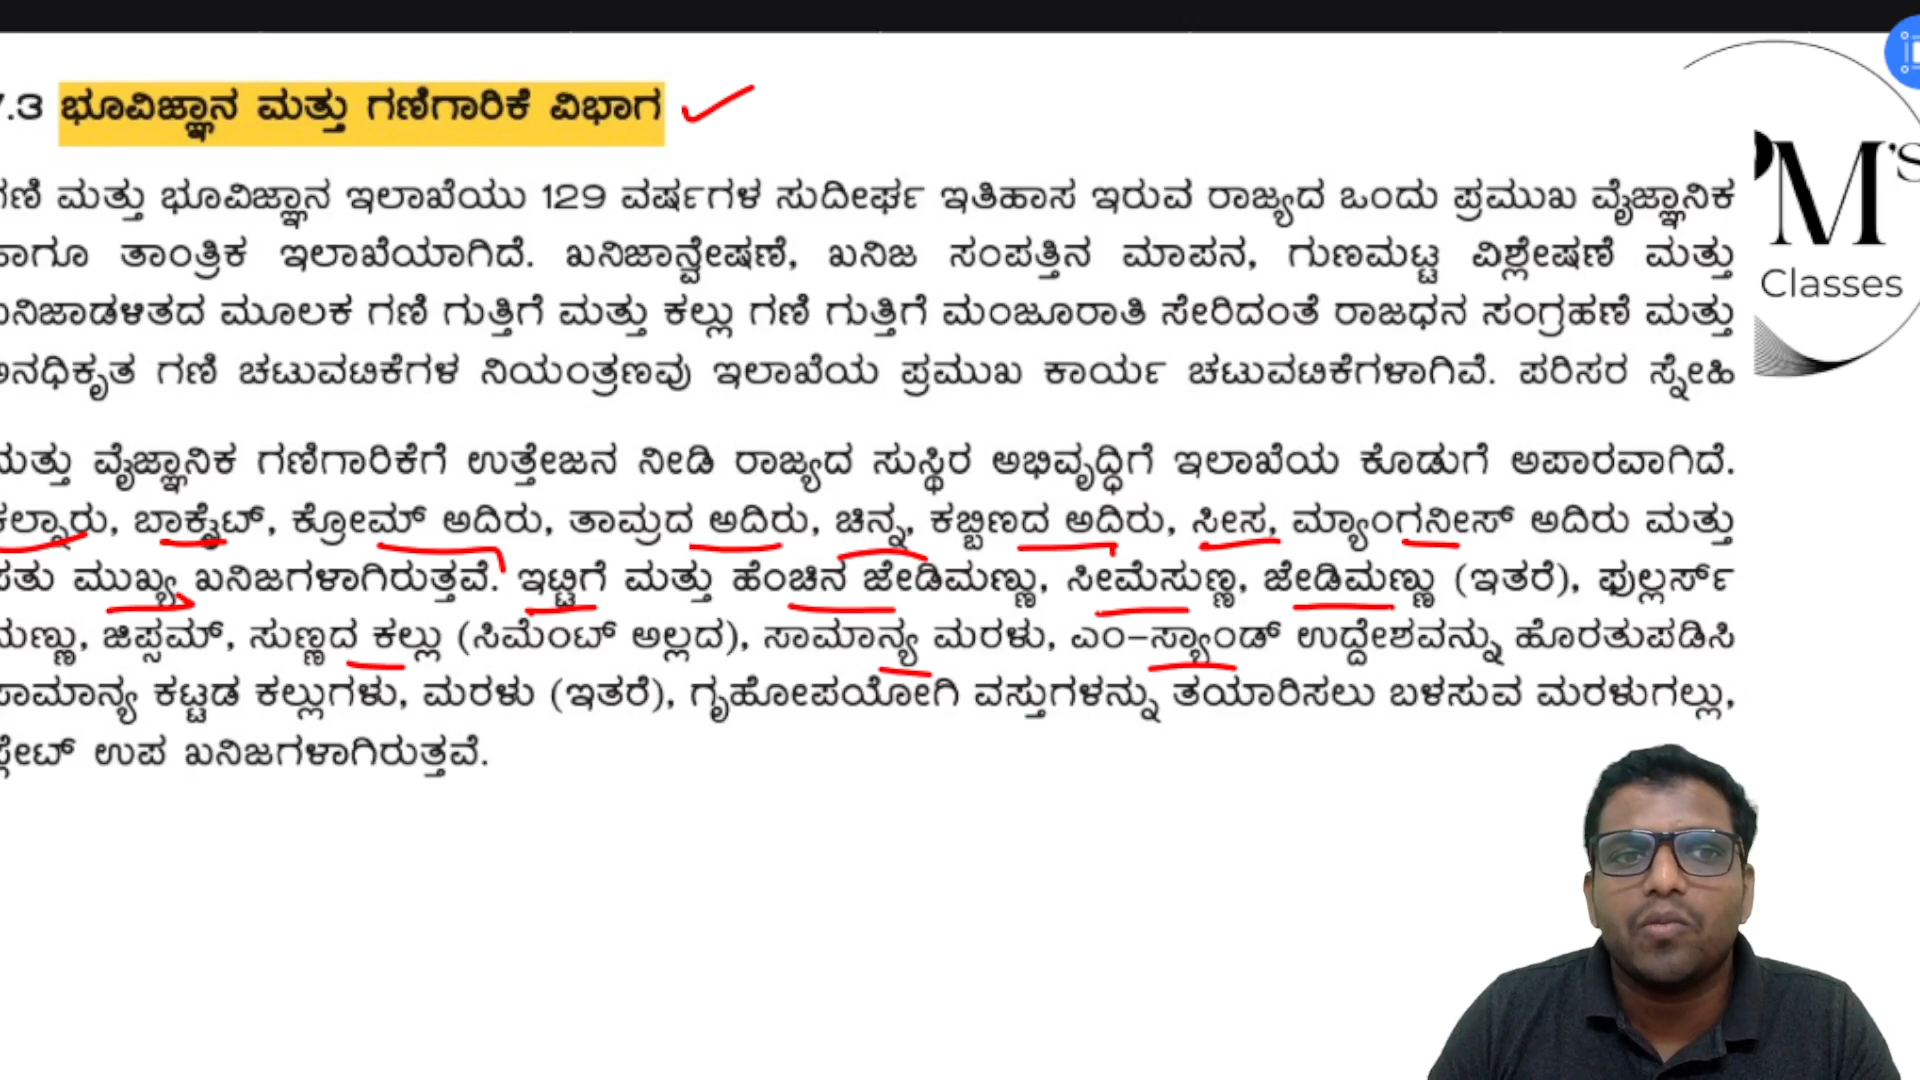 7.3 ಭೂವಿಜ್ಞಾನ ಮತ್ತು ಗಣಿಗಾರಿಕೆ ವಿಭಾಗ
ಗಣಿ ಮತ್ತು ಭೂವಿಜ್ಞಾನ ಇಲಾಖೆಯು 129 ವರ್ಷಗಳ ಸುದೀರ್ಘ ಇತಿಹಾಸ ಇರುವ ರಾಜ್ಯದ ಒಂದು ಪ್ರಮುಖ ವೈಜ್ಞಾನಿಕ
ಹಾಗೂ ತಾಂತ್ರಿಕ ಇಲಾಖೆಯಾಗಿದೆ. ಖನಿಜಾನ್ವೇಷಣೆ, ಖನಿಜ ಸಂಪತ್ತಿನ ಮಾಪನ, ಗುಣಮಟ್ಟ ವಿಶ್ಲೇಷಣೆ ಮತ್ತು
ಖನಿಜಾಡಳಿತದ ಮೂಲಕ ಗಣಿ ಗುತ್ತಿಗೆ ಮತ್ತು ಕಲ್ಲು ಗಣಿ ಗುತ್ತಿಗೆ ಮಂಜೂರಾತಿ ಸೇರಿದಂತೆ ರಾಜಧನ ಸಂಗ್ರಹಣೆ ಮತ್ತು
ಅನಧಿಕೃತ ಗಣಿ ಚಟುವಟಿಕೆಗಳ ನಿಯಂತ್ರಣವು ಇಲಾಖೆಯ ಪ್ರಮುಖ ಕಾರ್ಯ ಚಟುವಟಿಕೆಗಳಾಗಿವೆ. ಪರಿಸರ ಸ್ನೇಹಿ
ಮತ್ತು ವೈಜ್ಞಾನಿಕ ಗಣಿಗಾರಿಕೆಗೆ ಉತ್ತೇಜನ ನೀಡಿ ರಾಜ್ಯದ ಸುಸ್ಥಿರ ಅಭಿವೃದ್ಧಿಗೆ ಇಲಾಖೆಯ ಕೊಡುಗೆ ಅಪಾರವಾಗಿದೆ.
ಕಲ್ನಾರು, ಬಾಕ್ಸೈಟ್, ಕ್ರೋಮ್ ಅದಿರು, ತಾಮ್ರದ ಅದಿರು, ಚಿನ್ನ, ಕಬ್ಬಿಣದ ಅದಿರು, ಸೀಸ, ಮ್ಯಾಂಗನೀಸ್ ಅದಿರು ಮತ್ತು
ಸತು ಮುಖ್ಯ ಖನಿಜಗಳಾಗಿರುತ್ತವೆ. ಇಟ್ಟಿಗೆ ಮತ್ತು ಹೆಂಚಿನ ಜೇಡಿಮಣ್ಣು, ಸೀಮೆಸುಣ್ಣ, ಜೇಡಿಮಣ್ಣು (ಇತರೆ), ಫುಲ್ಲರ್ಸ್
ಮಣ್ಣು, ಜಿಪ್ಸಮ್, ಸುಣ್ಣದ ಕಲ್ಲು (ಸಿಮೆಂಟ್ ಅಲ್ಲದ), ಸಾಮಾನ್ಯ ಮರಳು, ಎಂ-ಸ್ಯಾಂಡ್ ಉದ್ದೇಶವನ್ನು ಹೊರತುಪಡಿಸಿ
ಸಾಮಾನ್ಯ ಕಟ್ಟಡ ಕಲ್ಲುಗಳು, ಮರಳು (ಇತರೆ), ಗೃಹೋಪಯೋಗಿ ವಸ್ತುಗಳನ್ನು ತಯಾರಿಸಲು ಬಳಸುವ ಮರಳುಗಲ್ಲು,
ಸ್ಲೇಟ್ ಉಪ ಖನಿಜಗಳಾಗಿರುತ್ತವೆ.
'M's
Classes